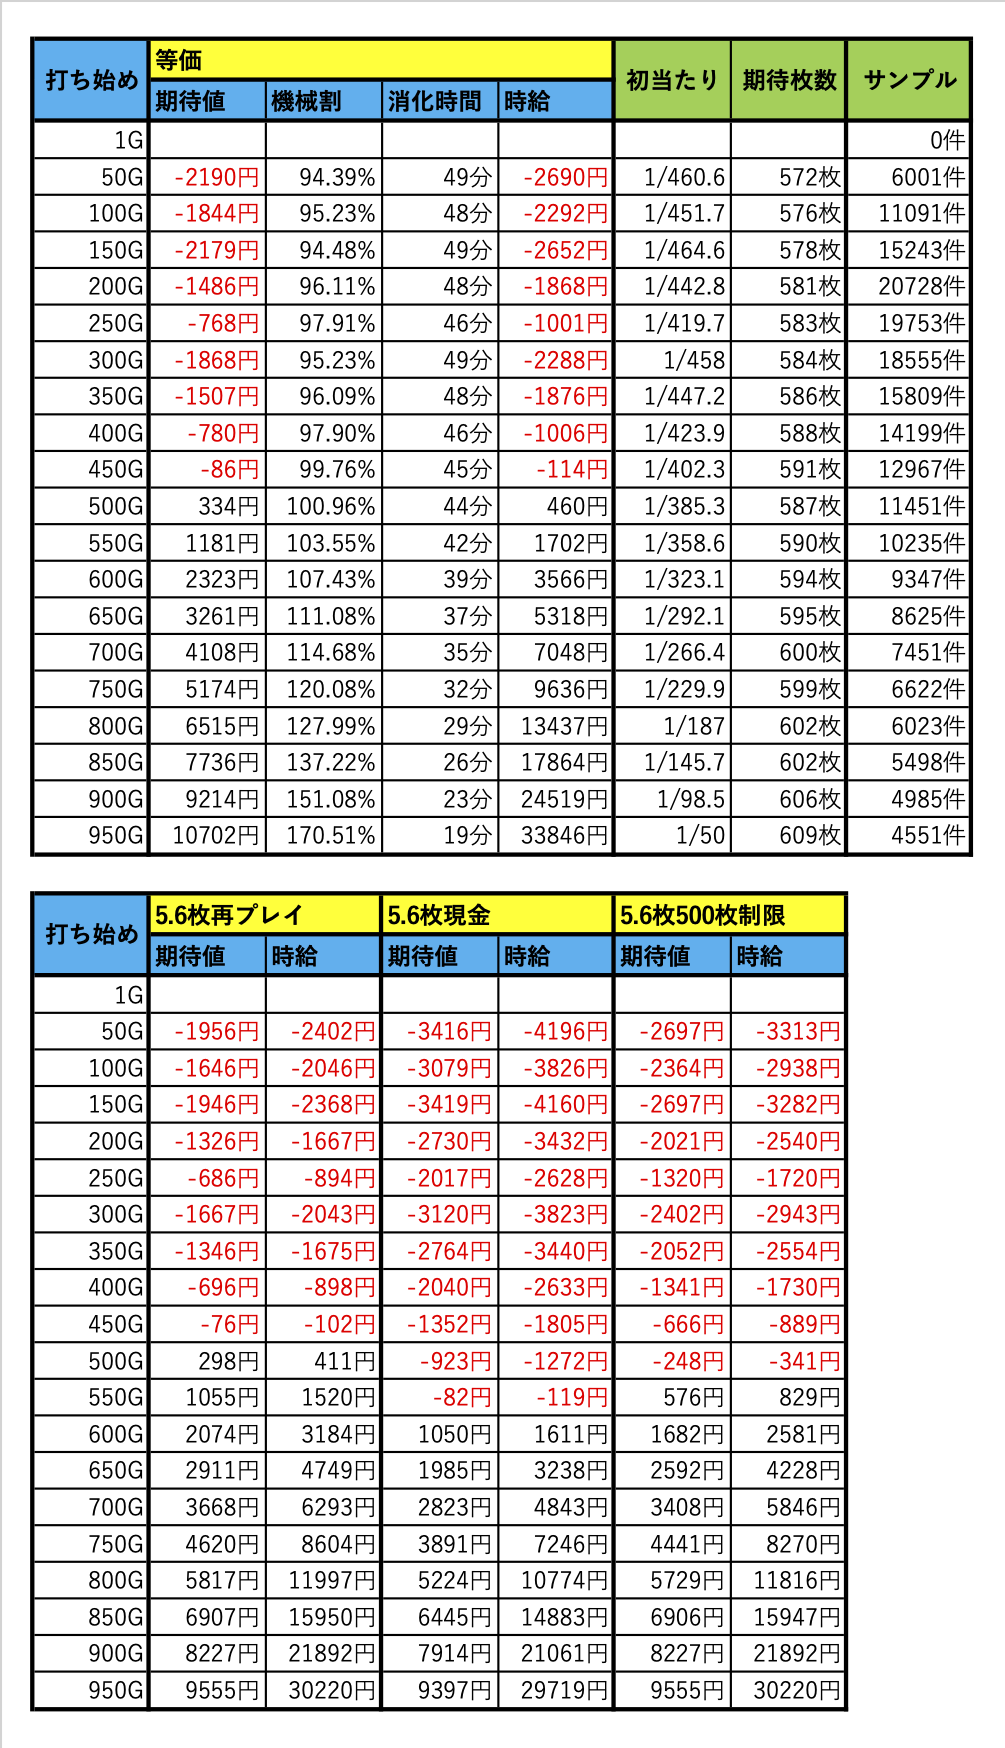 打ち始め 等価 初当たり 期待枚数 サンプル
期待値 機械割 消化時間 時給
1G 0件
50G -2190円 94.39% 49分 -2690円 1/460.6 572枚 6001件
100G -1844円 95.23% 48分 -2292円 1/451.7 576枚 11091件
150G -2179円 94.48% 49分 -2652円 1/464.6 578枚 15243件
200G -1486円 96.11% 48分 -1868円 1/442.8 581枚 20728件
250G -768円 97.91% 46分 -1001円 1/419.7 583枚 19753件
300G -1868円 95.23% 49分 -2288円 1/458 584枚 18555件
350G -1507円 96.09% 48分 -1876円 1/447.2 586枚 15809件
400G -780円 97.90% 46分 -1006円 1/423.9 588枚 14199件
450G -86円 99.76% 45分 -114円 1/402.3 591枚 12967件
500G 334円 100.96% 44分 460円 1/385.3 587枚 11451件
550G 1181円 103.55% 42分 1702円 1/358.6 590枚 10235件
600G 2323円 107.43% 39分 3566円 1/323.1 594枚 9347件
650G 3261円 111.08% 37分 5318円 1/292.1 595枚 8625件
700G 4108円 114.68% 35分 7048円 1/266.4 600枚 7451件
750G 5174円 120.08% 32分 9636円 1/229.9 599枚 6622件
800G 6515円 127.99% 29分 13437円 1/187 602枚 6023件
850G 7736円 137.22% 26分 17864円 1/145.7 602枚 5498件
900G 9214円 151.08% 23分 24519円 1/98.5 606枚 4985件
950G 10702円 170.51% 19分 33846円 1/50 609枚 4551件
打ち始め 5.6枚再プレイ 5.6枚現金 5.6枚500枚制限
期待値 時給 期待値 時給 期待値 時給
1G
50G -1956円 -2402円 -3416円 -4196円 -2697円 -3313円
100G -1646円 -2046円 -3079円 -3826円 -2364円 -2938円
150G -1946円 -2368円 -3419円 -4160円 -2697円 -3282円
200G -1326円 -1667円 -2730円 -3432円 -2021円 -2540円
250G -686円 -894円 -2017円 -2628円 -1320円 -1720円
300G -1667円 -2043円 -3120円 -3823円 -2402円 -2943円
350G -1346円 -1675円 -2764円 -3440円 -2052円 -2554円
400G -696円 -898円 -2040円 -2633円 -1341円 -1730円
450G -76円 -102円 -1352円 -1805円 -666円 -889円
500G 298円 411円 -923円 -1272円 -248円 -341円
550G 1055円 1520円 -82円 -119円 576円 829円
600G 2074円 3184円 1050円 1611円 1682円 2581円
650G 2911円 4749円 1985円 3238円 2592円 4228円
700G 3668円 6293円 2823円 4843円 3408円 5846円
750G 4620円 8604円 3891円 7246円 4441円 8270円
800G 5817円 11997円 5224円 10774円 5729円 11816円
850G 6907円 15950円 6445円 14883円 6906円 15947円
900G 8227円 21892円 7914円 21061円 8227円 21892円
950G 9555円 30220円 9397円 29719円 9555円 30220円